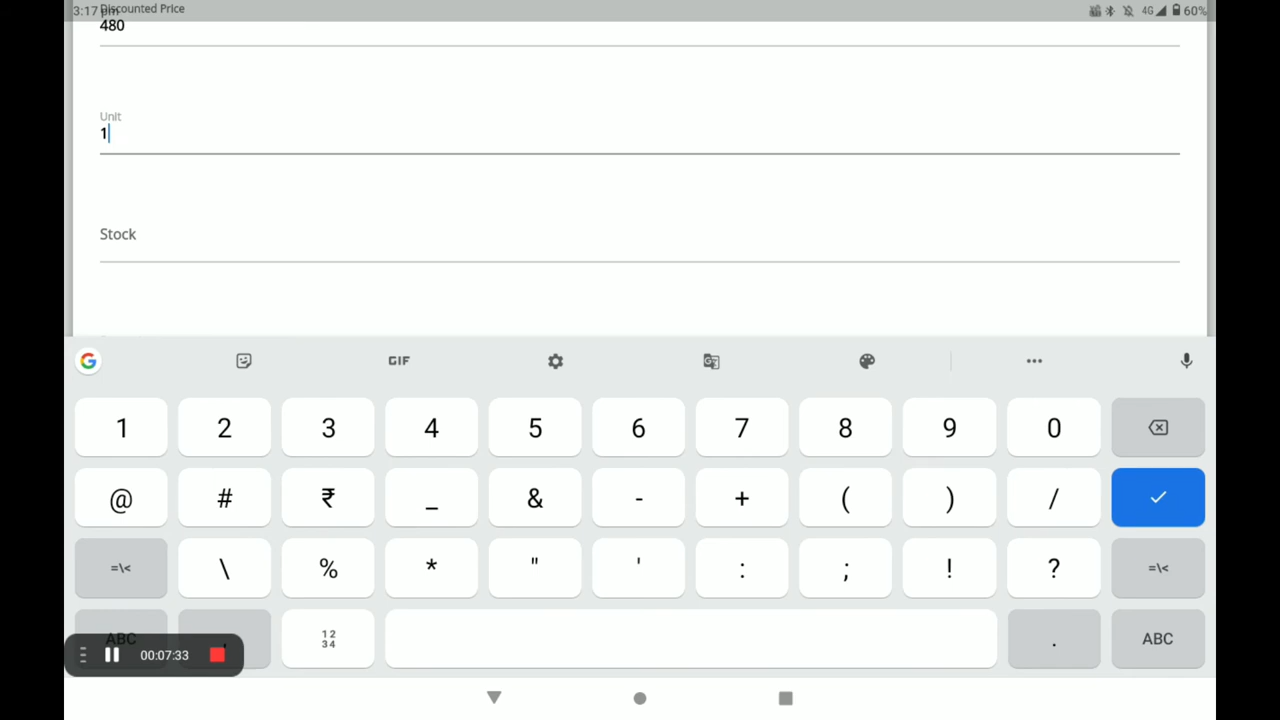 Discounted Price
3:17 pm 4G 60%
480
Unit
1
Stock
G GIF
1 2 3 4 5 6 7 8 9 0
@ # ₹ _ & - + ( ) /
=\< \ % * " ' : ; ! ? =\<
ABC , 12 34 . ABC
00:07:33